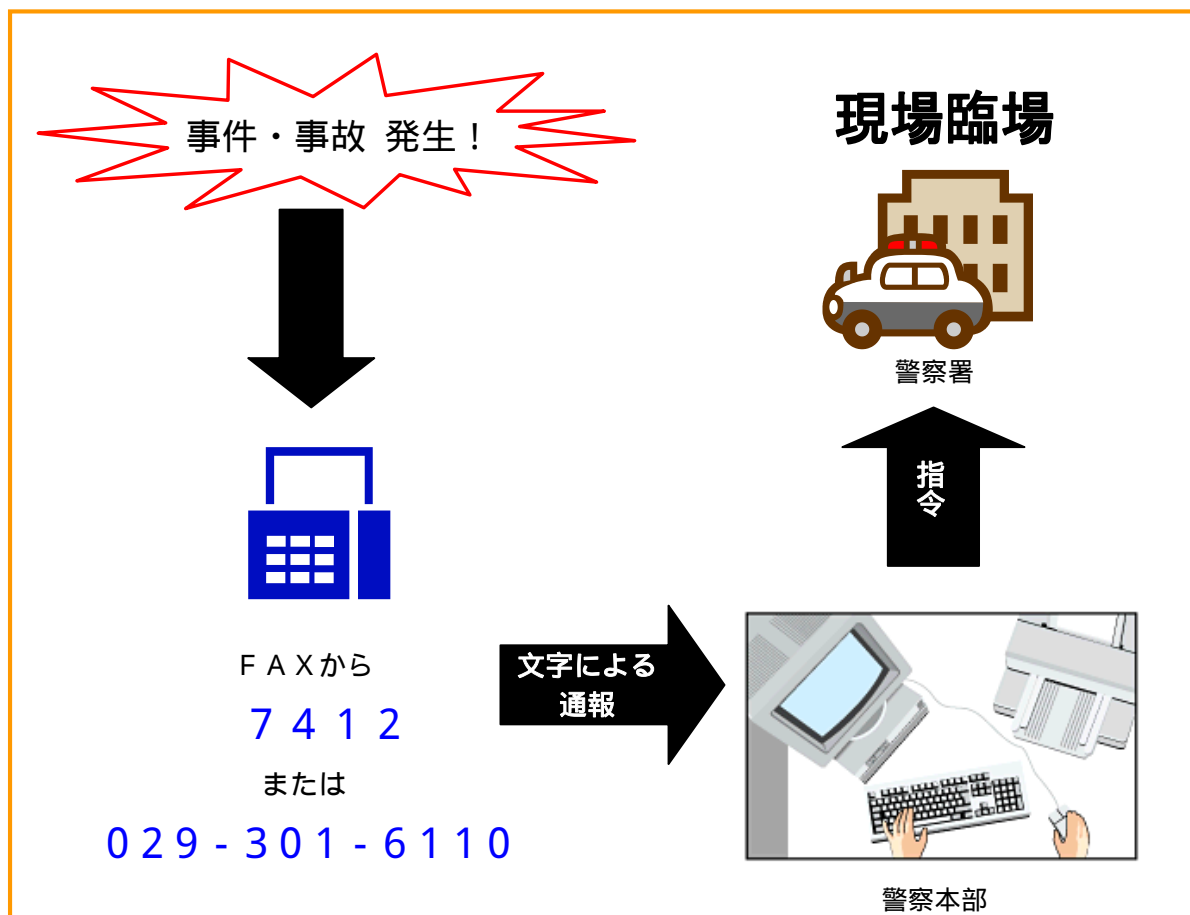 事件・事故 発生！
ＦＡＸから
７４１２
または
０２９－３０１－６１１０
文字による
通報
現場臨場
警察署
指令
警察本部